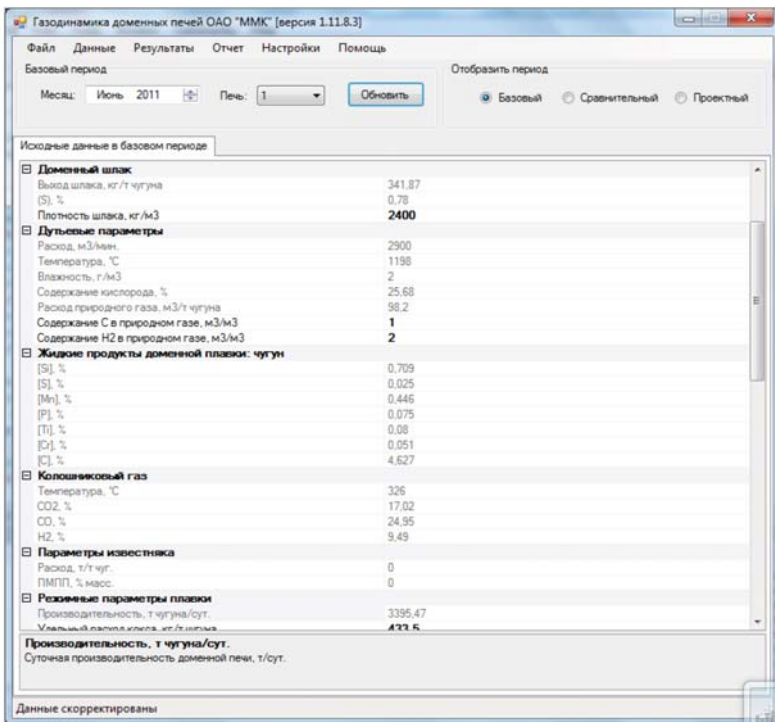 Газодинамика доменных печей ОАО "ММК" [версия 1.11.8.3]
Файл Данные Результаты Отчет Настройки Помощь
Базовый период
Отобразить период
Месяц: Июнь 2011 Печь: 1 Обновить
Базовый Сравнительный Проектный
Исходные данные в базовом периоде
Доменный шлак
Выход шлака, кг/т чугуна 341,87
(S), % 0,78
Плотность шлака, кг/м3 2400
Дутьевые параметры
Расход, м3/мин. 2900
Температура, °С 1198
Влажность, г/м3 2
Содержание кислорода, % 25,68
Расход природного газа, м3/т чугуна 98,2
Содержание С в природном газе, м3/м3 1
Содержание Н2 в природном газе, м3/м3 2
Жидкие продукты доменной плавки: чугун
[Si], % 0,709
[S], % 0,025
[Mn], % 0,446
[P], % 0,075
[Ti], % 0,08
[Cr], % 0,051
[C], % 4,627
Колошниковый газ
Температура, °С 326
CO2, % 17,02
CO, % 24,95
H2, % 9,49
Параметры известняка
Расход, т/т чуг. 0
ПМПП, % масс. 0
Режимные параметры плавки
Производительность, т чугуна/сут. 3395,47
Удельный расход кокса, кг/т чугуна 433,5
Производительность, т чугуна/сут.
Суточная производительность доменной печи, т/сут.
Данные скорректированы